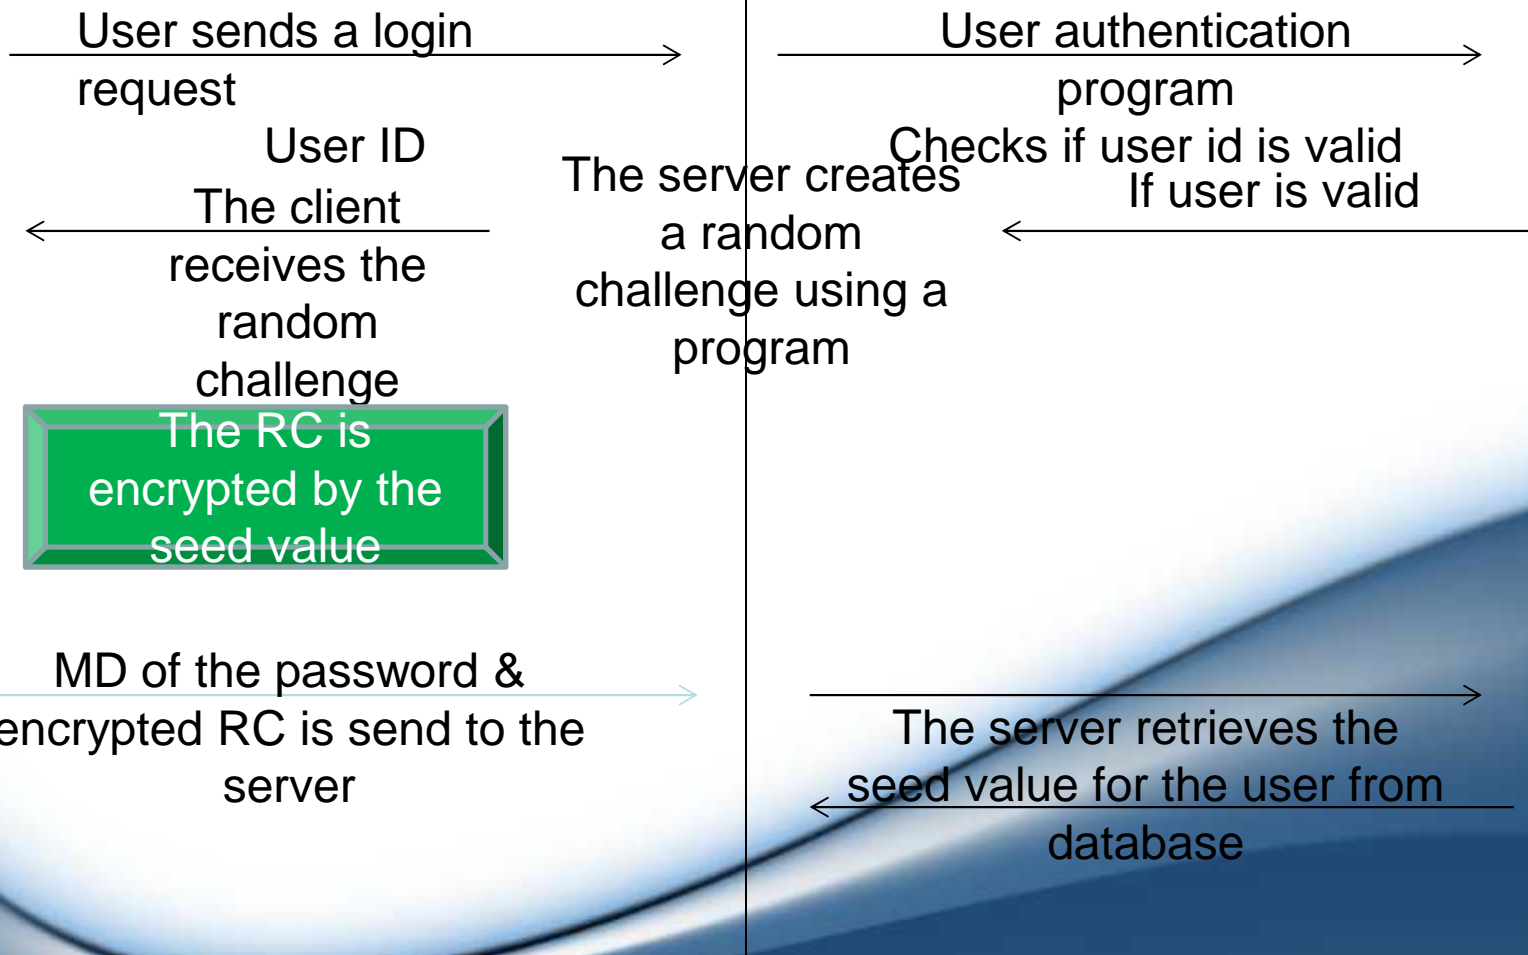 User sends a login
request
User ID
User authentication
program
Checks if user id is valid
If user is valid
The server creates
a random
challenge using a
program
The client
receives the
random
challenge
The RC is
encrypted by the
seed value
MD of the password &
encrypted RC is send to the
server
The server retrieves the
seed value for the user from
database